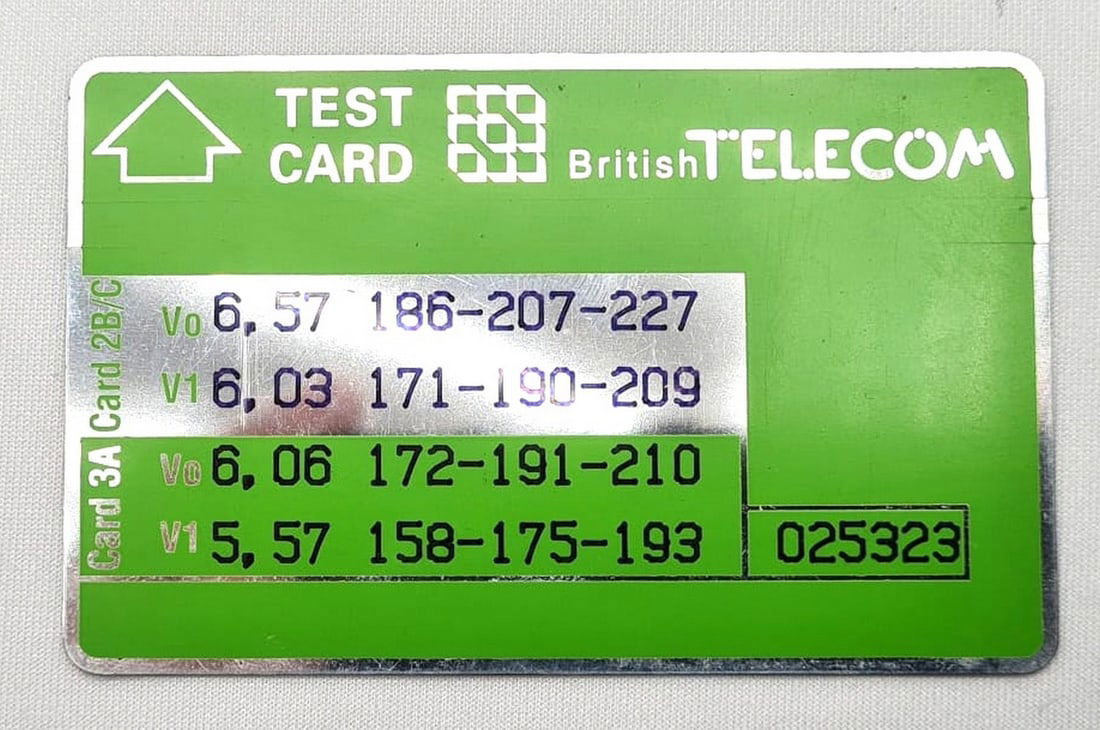 TEST
CARD
British TELECOM
Card 2B/C
Vo 6,57 186-207-227
V1 6,03 171-190-209
Card 3A
Vo 6,06 172-191-210
V1 5,57 158-175-193
025323